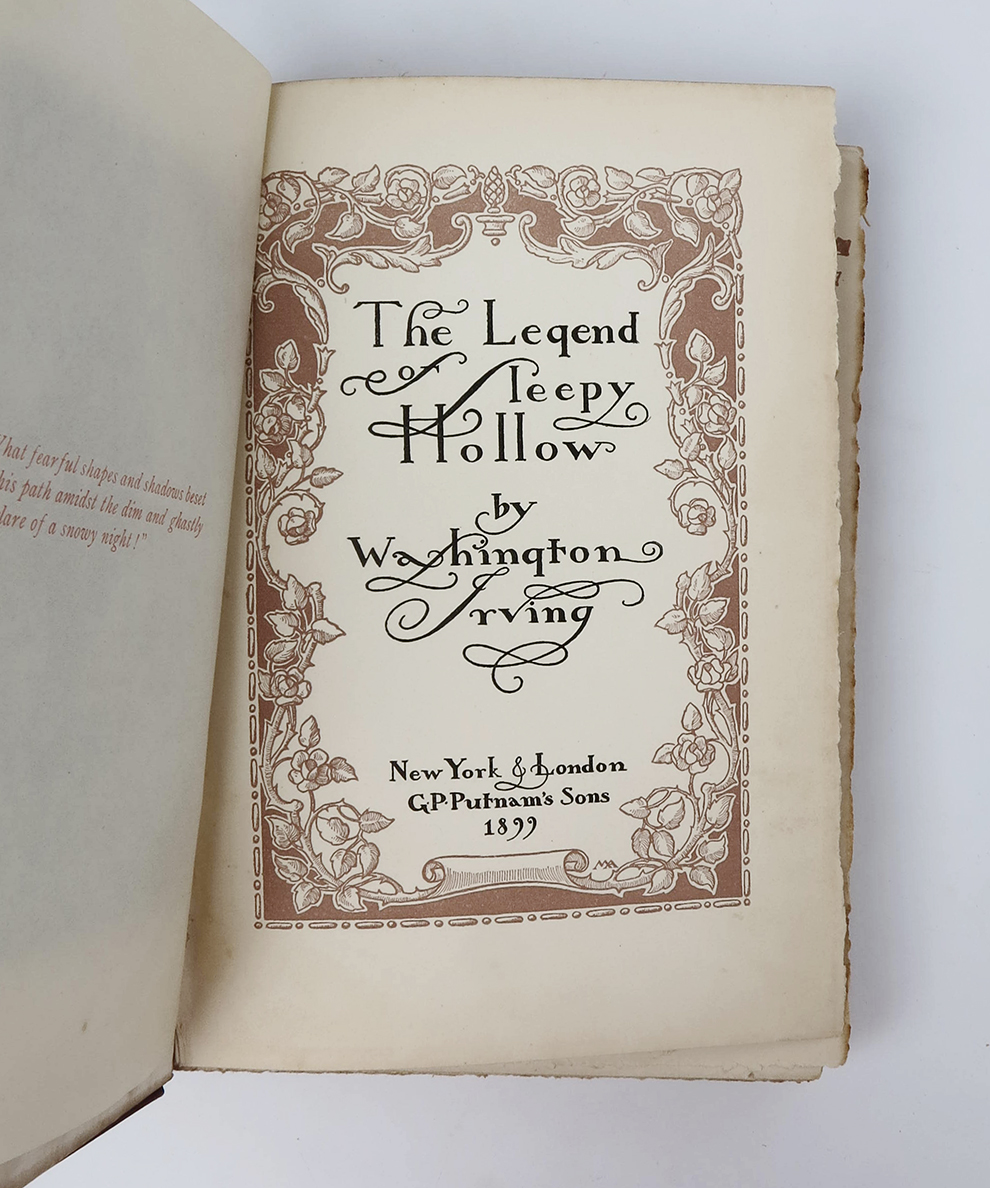 hat fearful shapes and shadows beset
his path amidst the dim and ghastly
lare of a snowy night!"
The Legend
of Sleepy
Hollow
by
Washington
Irving
New York & London
G.P. Putnam's Sons
1899